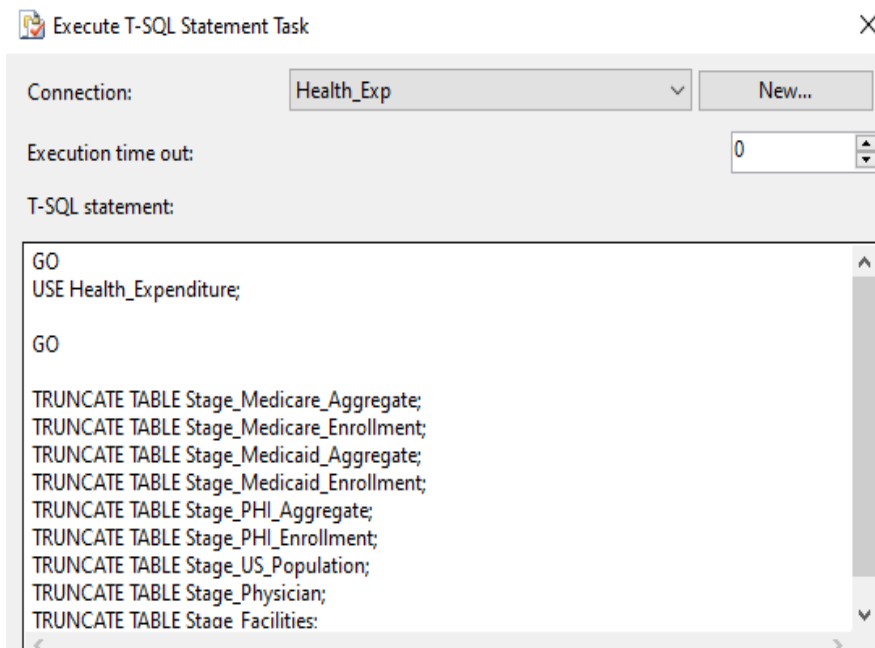 Execute T-SQL Statement Task
Connection:
Health_Exp
New...
Execution time out:
0
T-SQL statement:
GO
USE Health_Expenditure;
GO
TRUNCATE TABLE Stage_Medicare_Aggregate;
TRUNCATE TABLE Stage_Medicare_Enrollment;
TRUNCATE TABLE Stage_Medicaid_Aggregate;
TRUNCATE TABLE Stage_Medicaid_Enrollment;
TRUNCATE TABLE Stage_PHI_Aggregate;
TRUNCATE TABLE Stage_PHI_Enrollment;
TRUNCATE TABLE Stage_US_Population;
TRUNCATE TABLE Stage_Physician;
TRUNCATE TABLE Stage_Facilities;